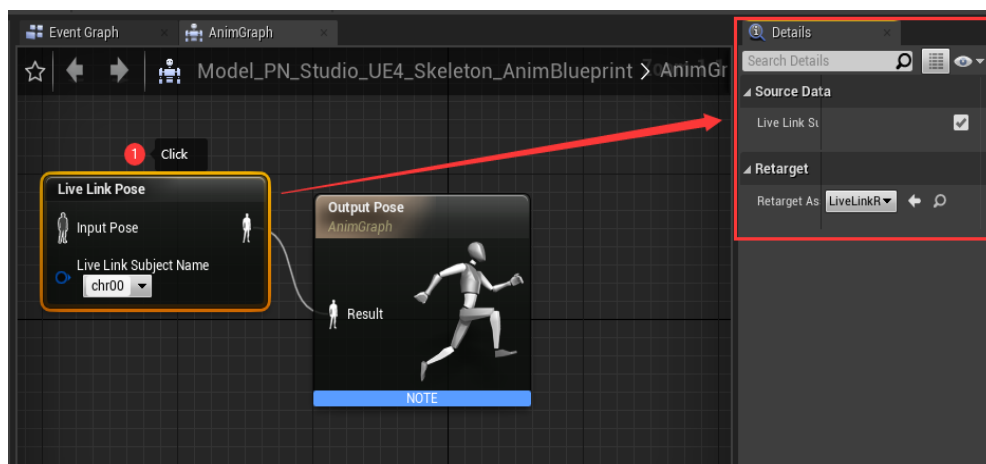 Event Graph
AnimGraph
Details
Model_PN_Studio_UE4_Skeleton_AnimBlueprint > AnimGr
Search Details
Source Data
Live Link Su
1 Click
Retarget
Live Link Pose
Retarget As LiveLinkR
Input Pose
Output Pose
AnimGraph
Live Link Subject Name
chr00
Result
NOTE